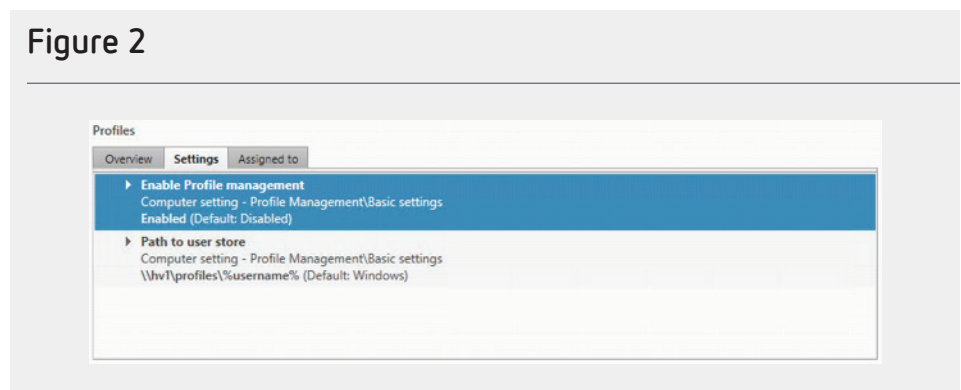 Figure 2
Profiles
Overview Settings Assigned to
Enable Profile management
Computer setting - Profile Management\Basic settings
Enabled (Default: Disabled)
Path to user store
Computer setting - Profile Management\Basic settings
\\hv1\profiles\%username% (Default: Windows)